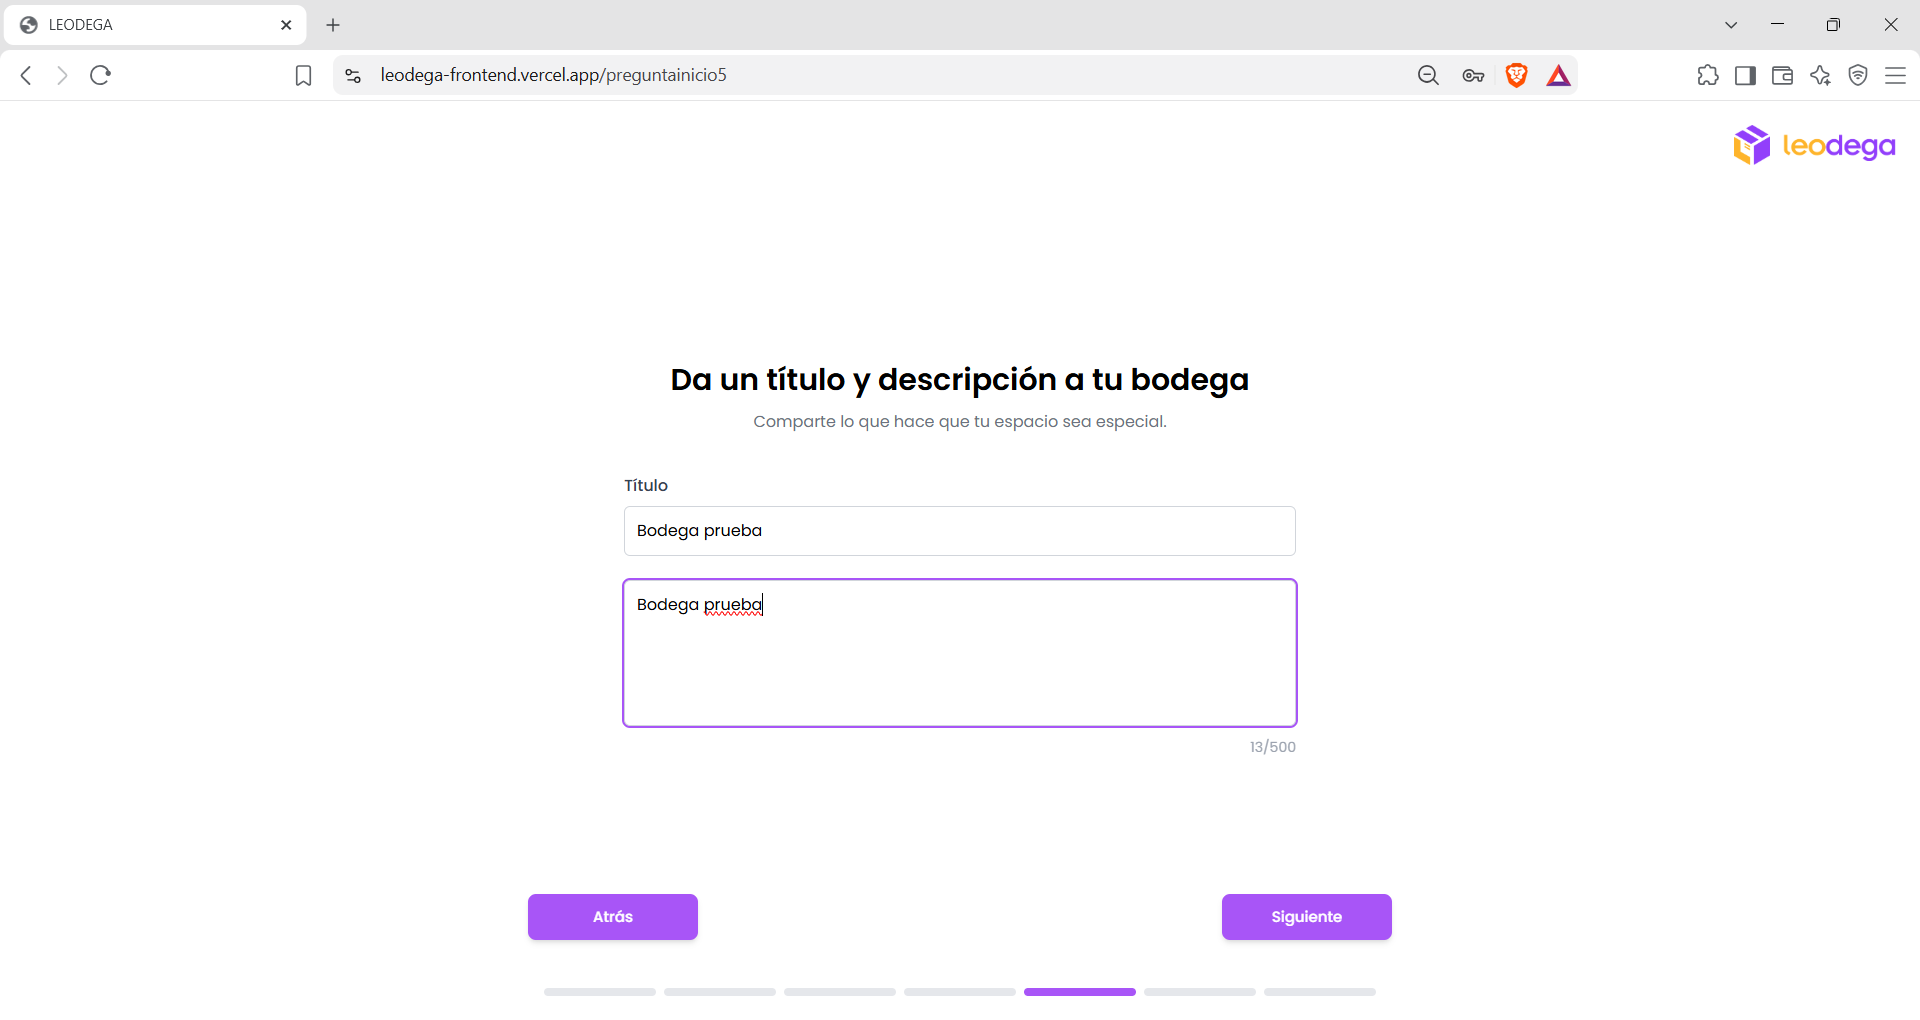 LEODEGA
leodega-frontend.vercel.app/preguntainicio5
leodega
Da un título y descripción a tu bodega
Comparte lo que hace que tu espacio sea especial.
Título
Bodega prueba
Bodega prueba
13/500
Atrás
Siguiente